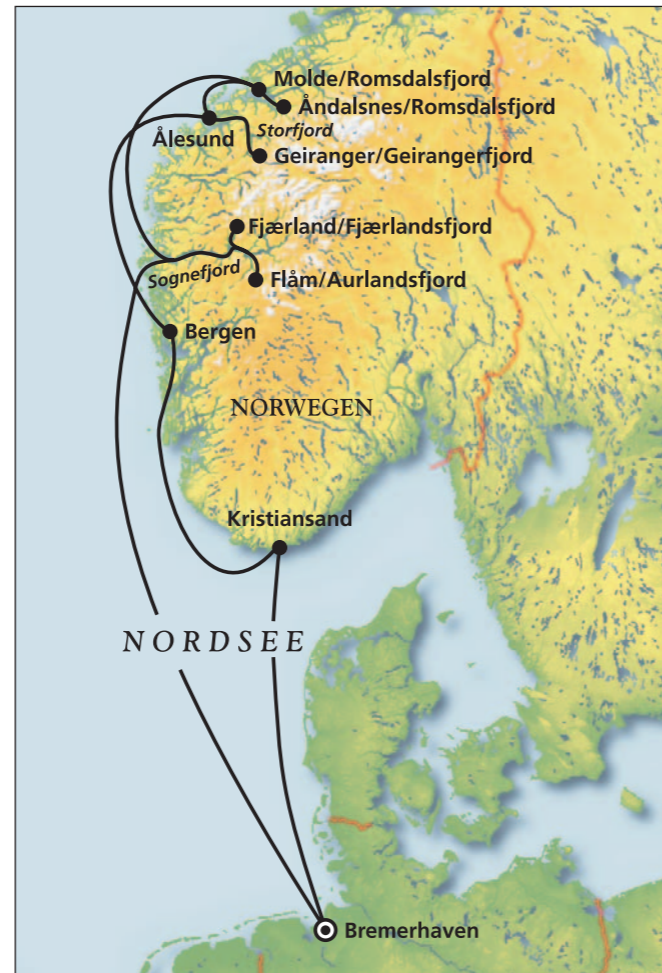 Molde/Romsdalsfjord
Åndalsnes/Romsdalsfjord
Storfjord
Ålesund
Geiranger/Geirangerfjord
Fjærland/Fjærlandsfjord
Sognefjord
Flåm/Aurlandsfjord
Bergen
NORWEGEN
Kristiansand
NORDSEE
Bremerhaven